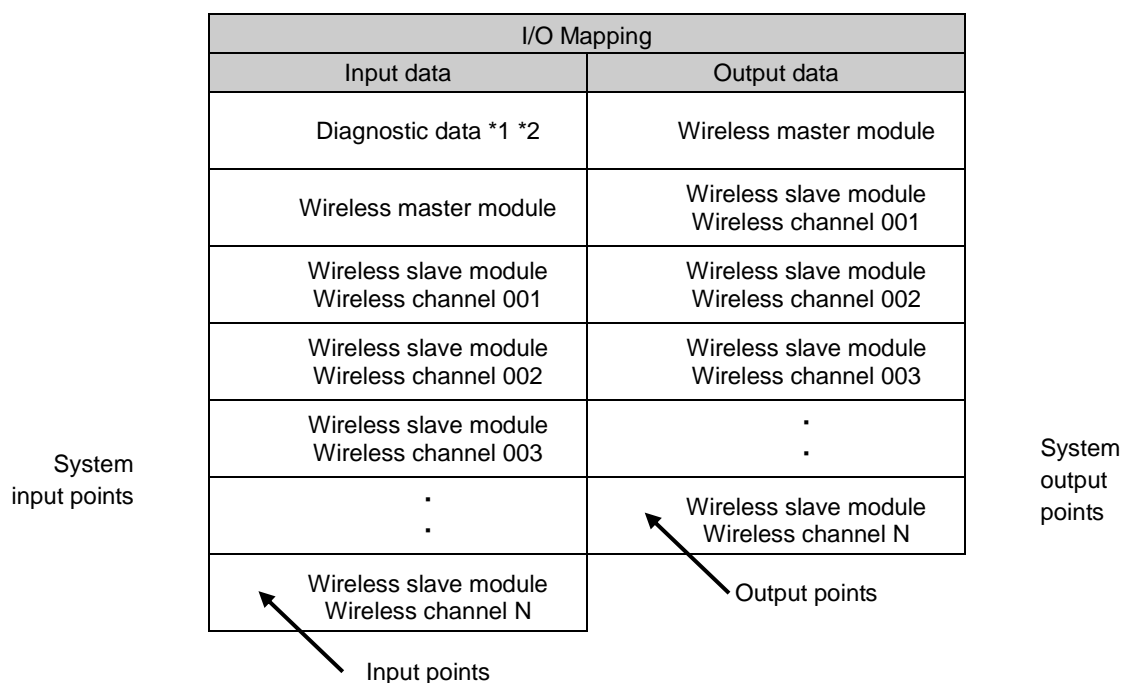 I/O Mapping
Input data
Output data
Diagnostic data *1 *2
Wireless master module
Wireless master module
Wireless slave module
Wireless channel 001
Wireless slave module
Wireless channel 001
Wireless slave module
Wireless channel 002
Wireless slave module
Wireless channel 002
Wireless slave module
Wireless channel 003
Wireless slave module
Wireless channel 003
・
・
・
・
Wireless slave module
Wireless channel N
Wireless slave module
Wireless channel N
System
input points
System
output
points
Output points
Input points